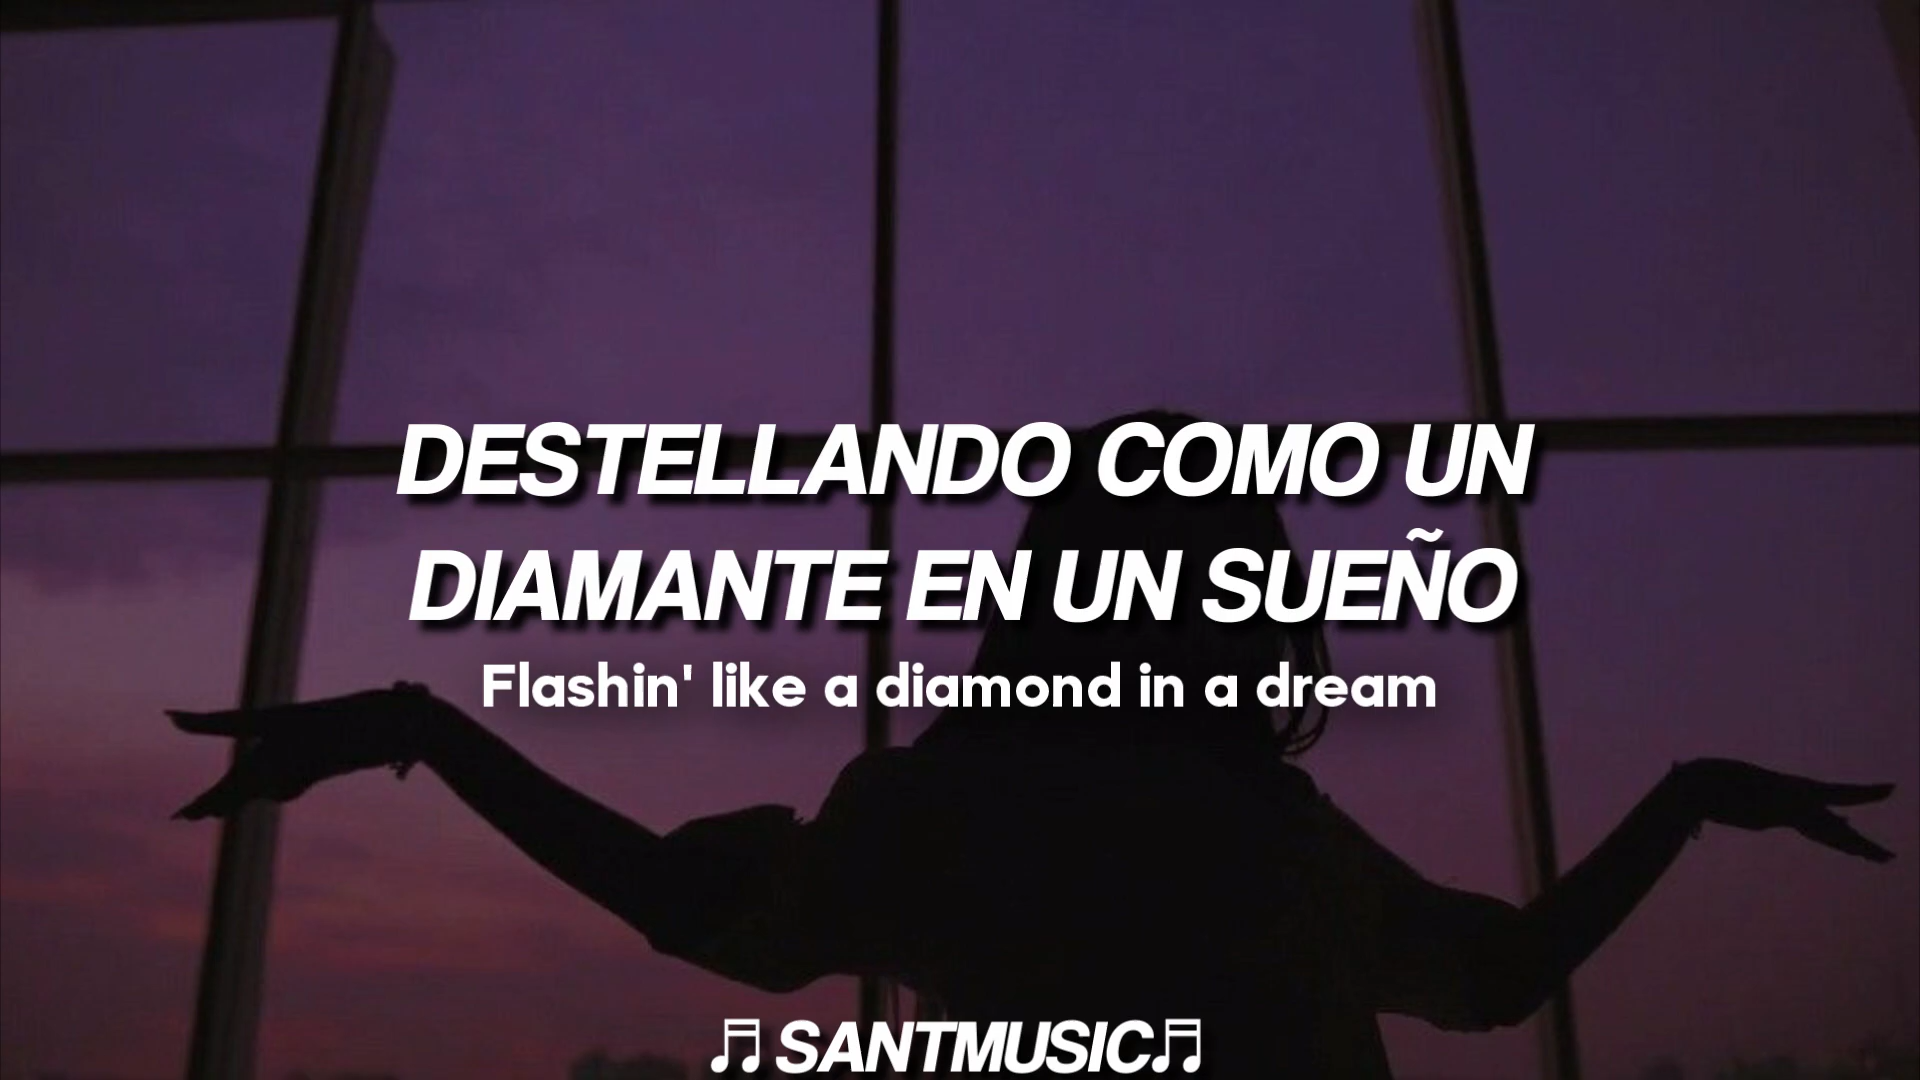 DESTELLANDO COMO UN
DIAMANTE EN UN SUEÑO
Flashin' like a diamond in a dream
♬ SANTMUSIC♬